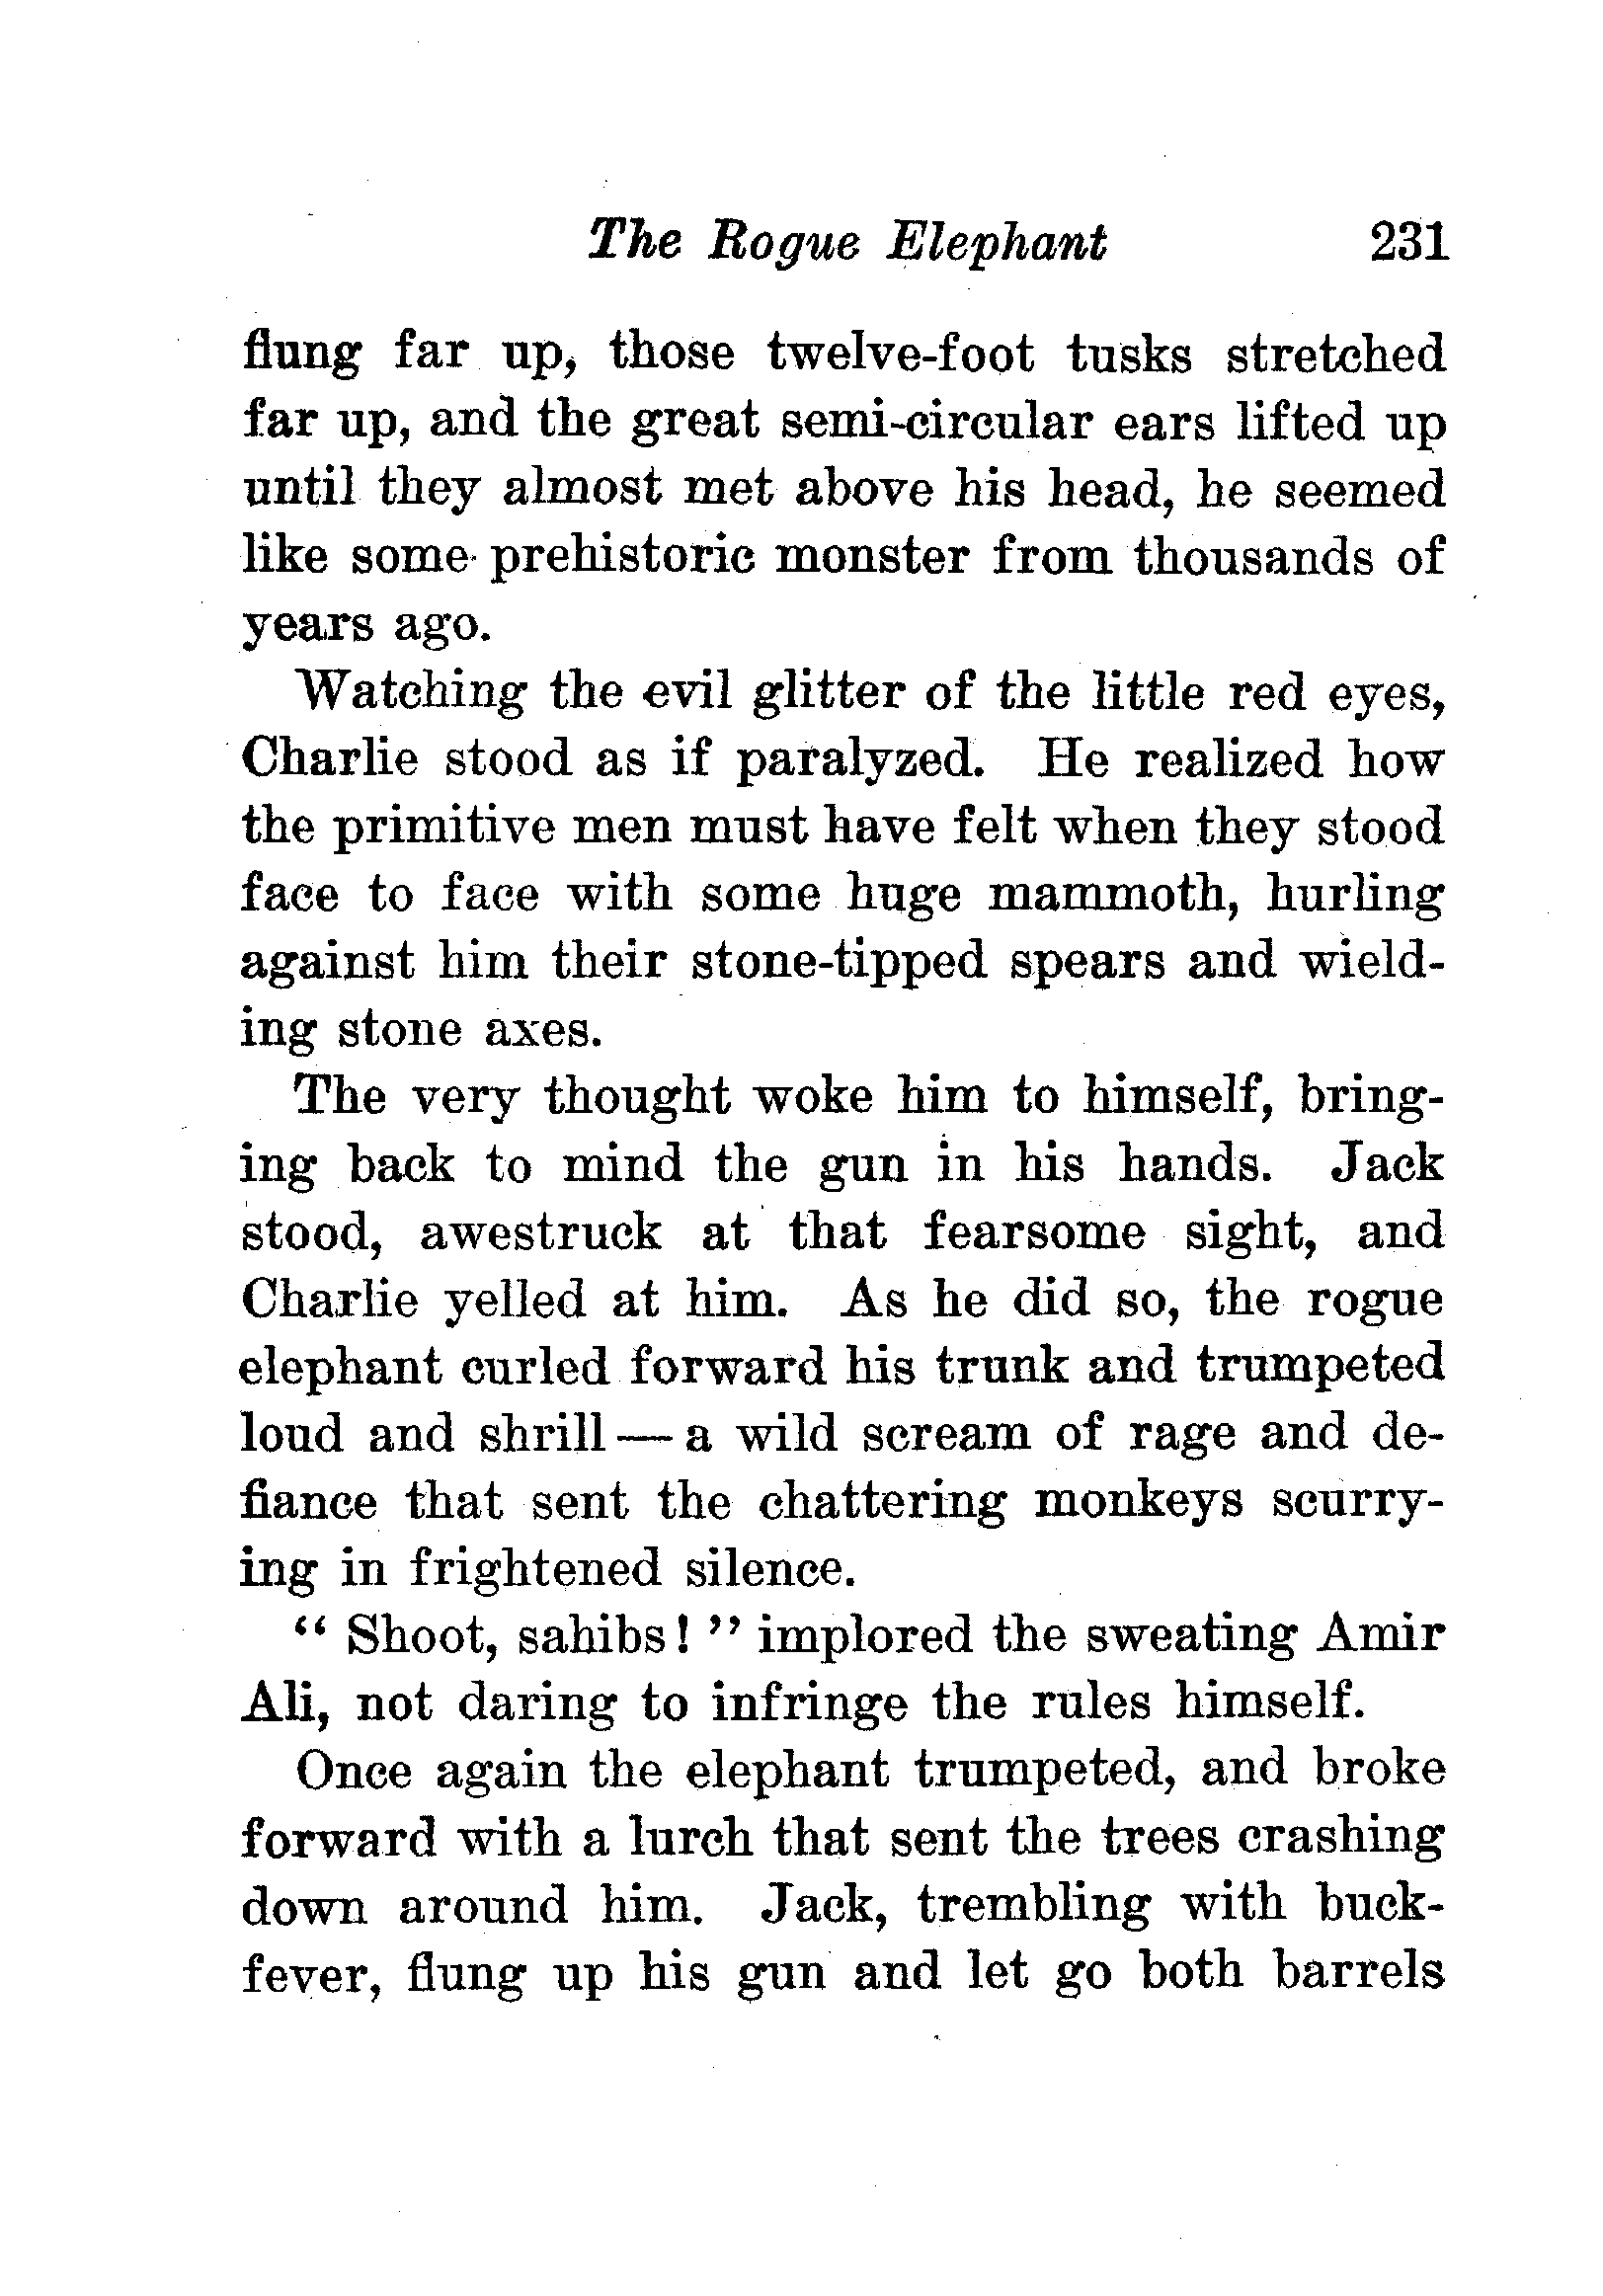 The Rogue Elephant 231
flung far up, those twelve-foot tusks stretched
far up, and the great semi-circular ears lifted up
until they almost met above his head, he seemed
like some prehistoric monster from thousands of
years ago.
Watching the evil glitter of the little red eyes,
Charlie stood as if paralyzed. He realized how
the primitive men must have felt when they stood
face to face with some huge mammoth, hurling
against him their stone-tipped spears and wield-
ing stone axes.
The very thought woke him to himself, bring-
ing back to mind the gun in his hands. Jack
stood, awestruck at that fearsome sight, and
Charlie yelled at him. As he did so, the rogue
elephant curled forward his trunk and trumpeted
loud and shrill — a wild scream of rage and de-
fiance that sent the chattering monkeys scurry-
ing in frightened silence.
“ Shoot, sahibs! ” implored the sweating Amir
Ali, not daring to infringe the rules himself.
Once again the elephant trumpeted, and broke
forward with a lurch that sent the trees crashing
down around him. Jack, trembling with buck-
fever, flung up his gun and let go both barrels